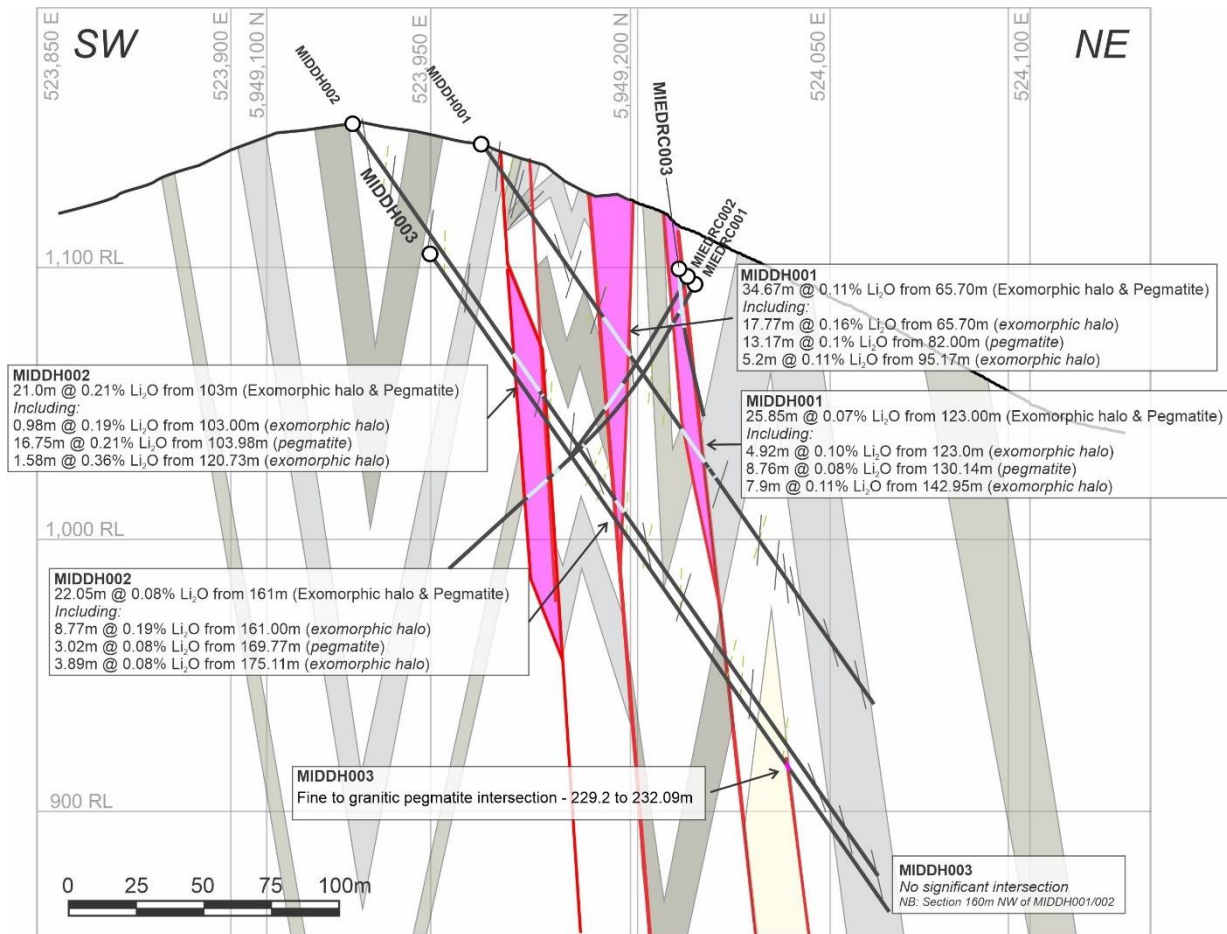 SW
NE
523,850 E
523,900 E
5,949,100 N
523,950 E
5,949,200 N
524,050 E
524,100 E
MIDDH002
MIDDH001
MIEDRC003
MIEDRC002
MIEDRC001
MIDDH003
1,100 RL
MIDDH001
34.67m @ 0.11% Li₂O from 65.70m (Exomorphic halo & Pegmatite)
Including:
17.77m @ 0.16% Li₂O from 65.70m (exomorphic halo)
13.17m @ 0.1% Li₂O from 82.00m (pegmatite)
5.2m @ 0.11% Li₂O from 95.17m (exomorphic halo)
MIDDH002
21.0m @ 0.21% Li₂O from 103m (Exomorphic halo & Pegmatite)
Including:
0.98m @ 0.19% Li₂O from 103.00m (exomorphic halo)
16.75m @ 0.21% Li₂O from 103.98m (pegmatite)
1.58m @ 0.36% Li₂O from 120.73m (exomorphic halo)
MIDDH001
25.85m @ 0.07% Li₂O from 123.00m (Exomorphic halo & Pegmatite)
Including:
4.92m @ 0.10% Li₂O from 123.0m (exomorphic halo)
8.76m @ 0.08% Li₂O from 130.14m (pegmatite)
7.9m @ 0.11% Li₂O from 142.95m (exomorphic halo)
1,000 RL
MIDDH002
22.05m @ 0.08% Li₂O from 161m (Exomorphic halo & Pegmatite)
Including:
8.77m @ 0.19% Li₂O from 161.00m (exomorphic halo)
3.02m @ 0.08% Li₂O from 169.77m (pegmatite)
3.89m @ 0.08% Li₂O from 175.11m (exomorphic halo)
MIDDH003
Fine to granitic pegmatite intersection - 229.2 to 232.09m
900 RL
MIDDH003
No significant intersection
NB: Section 160m NW of MIDDH001/002
0 25 50 75 100m